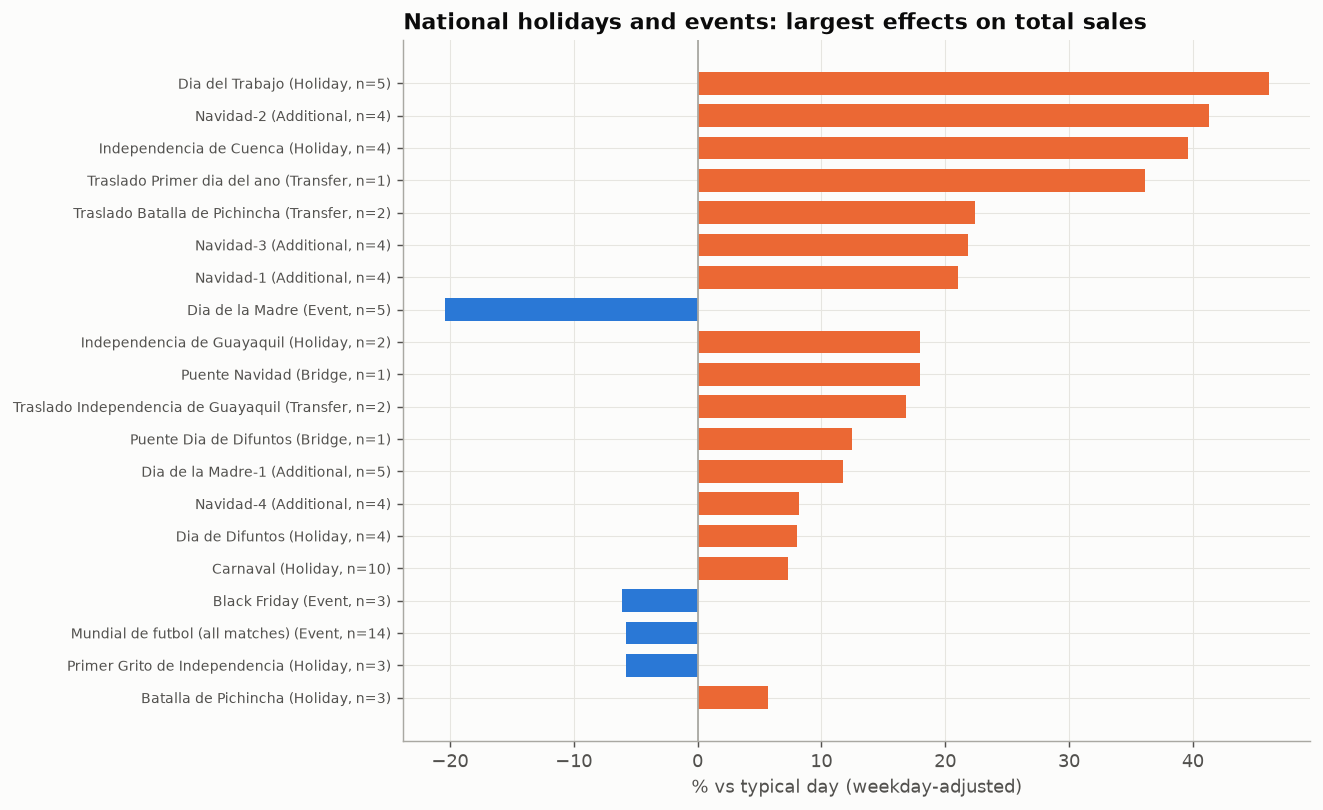 National holidays and events: largest effects on total sales
Dia del Trabajo (Holiday, n=5)
Navidad-2 (Additional, n=4)
Independencia de Cuenca (Holiday, n=4)
Traslado Primer dia del ano (Transfer, n=1)
Traslado Batalla de Pichincha (Transfer, n=2)
Navidad-3 (Additional, n=4)
Navidad-1 (Additional, n=4)
Dia de la Madre (Event, n=5)
Independencia de Guayaquil (Holiday, n=2)
Puente Navidad (Bridge, n=1)
Traslado Independencia de Guayaquil (Transfer, n=2)
Puente Dia de Difuntos (Bridge, n=1)
Dia de la Madre-1 (Additional, n=5)
Navidad-4 (Additional, n=4)
Dia de Difuntos (Holiday, n=4)
Carnaval (Holiday, n=10)
Black Friday (Event, n=3)
Mundial de futbol (all matches) (Event, n=14)
Primer Grito de Independencia (Holiday, n=3)
Batalla de Pichincha (Holiday, n=3)
−20 −10 0 10 20 30 40
% vs typical day (weekday-adjusted)